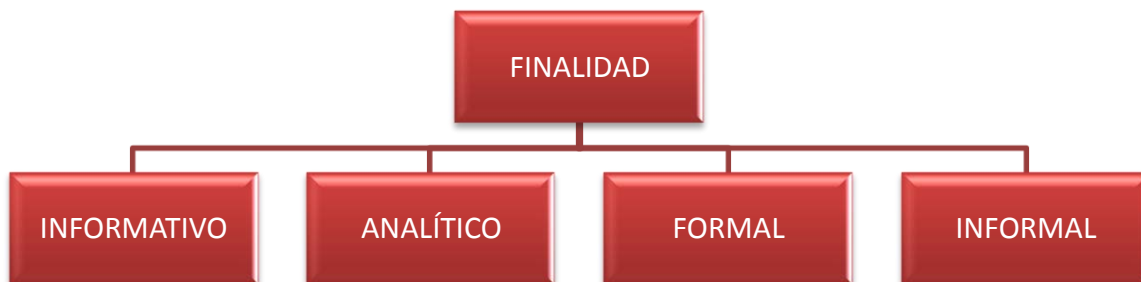 FINALIDAD
INFORMATIVO
ANALÍTICO
FORMAL
INFORMAL